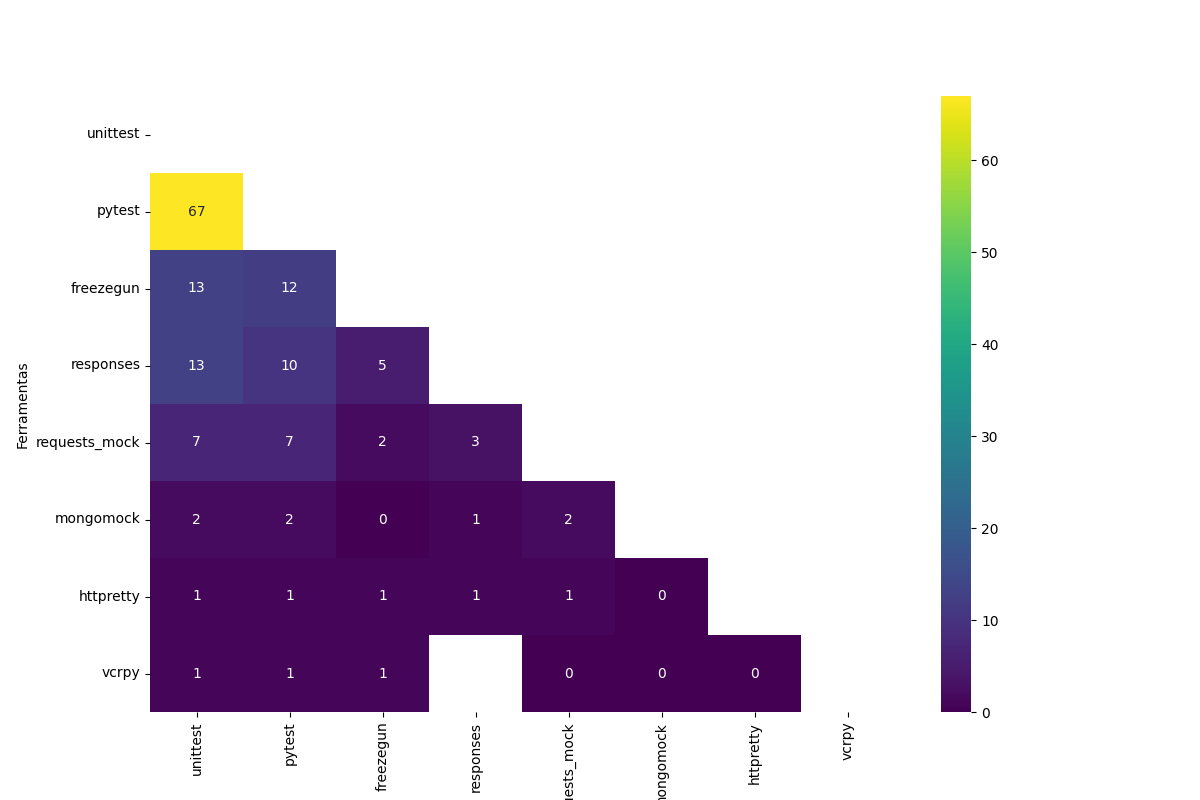 unittest
pytest 67
freezegun 13 12
responses 13 10 5
requests_mock 7 7 2 3
mongomock 2 2 0 1 2
httpretty 1 1 1 1 1 0
vcrpy 1 1 1 0 0 0
Ferramentas
unittest pytest freezegun responses uests_mock ongomock httpretty vcrpy
60
50
40
30
20
10
0